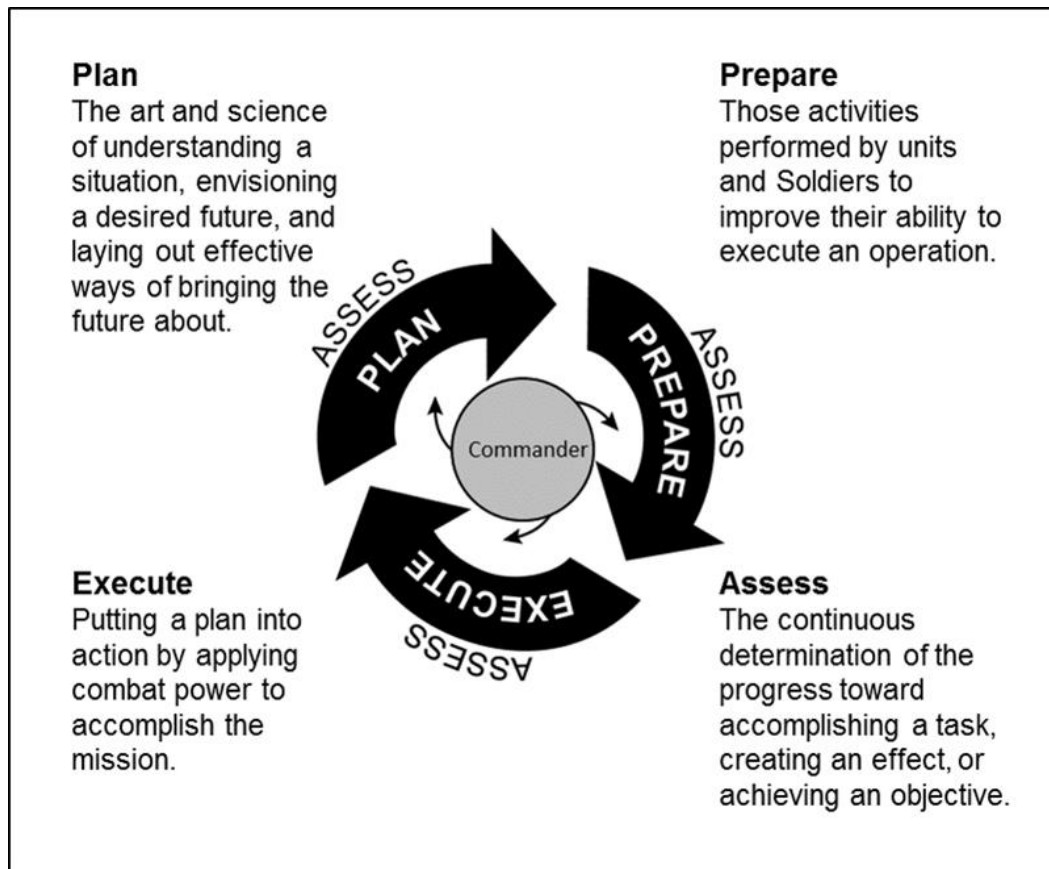 Plan
The art and science
of understanding a
situation, envisioning
a desired future, and
laying out effective
ways of bringing the
future about.
Prepare
Those activities
performed by units
and Soldiers to
improve their ability to
execute an operation.
ASSESS
PLAN
PREPARE
ASSESS
Commander
EXECUTE
ASSESS
Execute
Putting a plan into
action by applying
combat power to
accomplish the
mission.
Assess
The continuous
determination of the
progress toward
accomplishing a task,
creating an effect, or
achieving an objective.